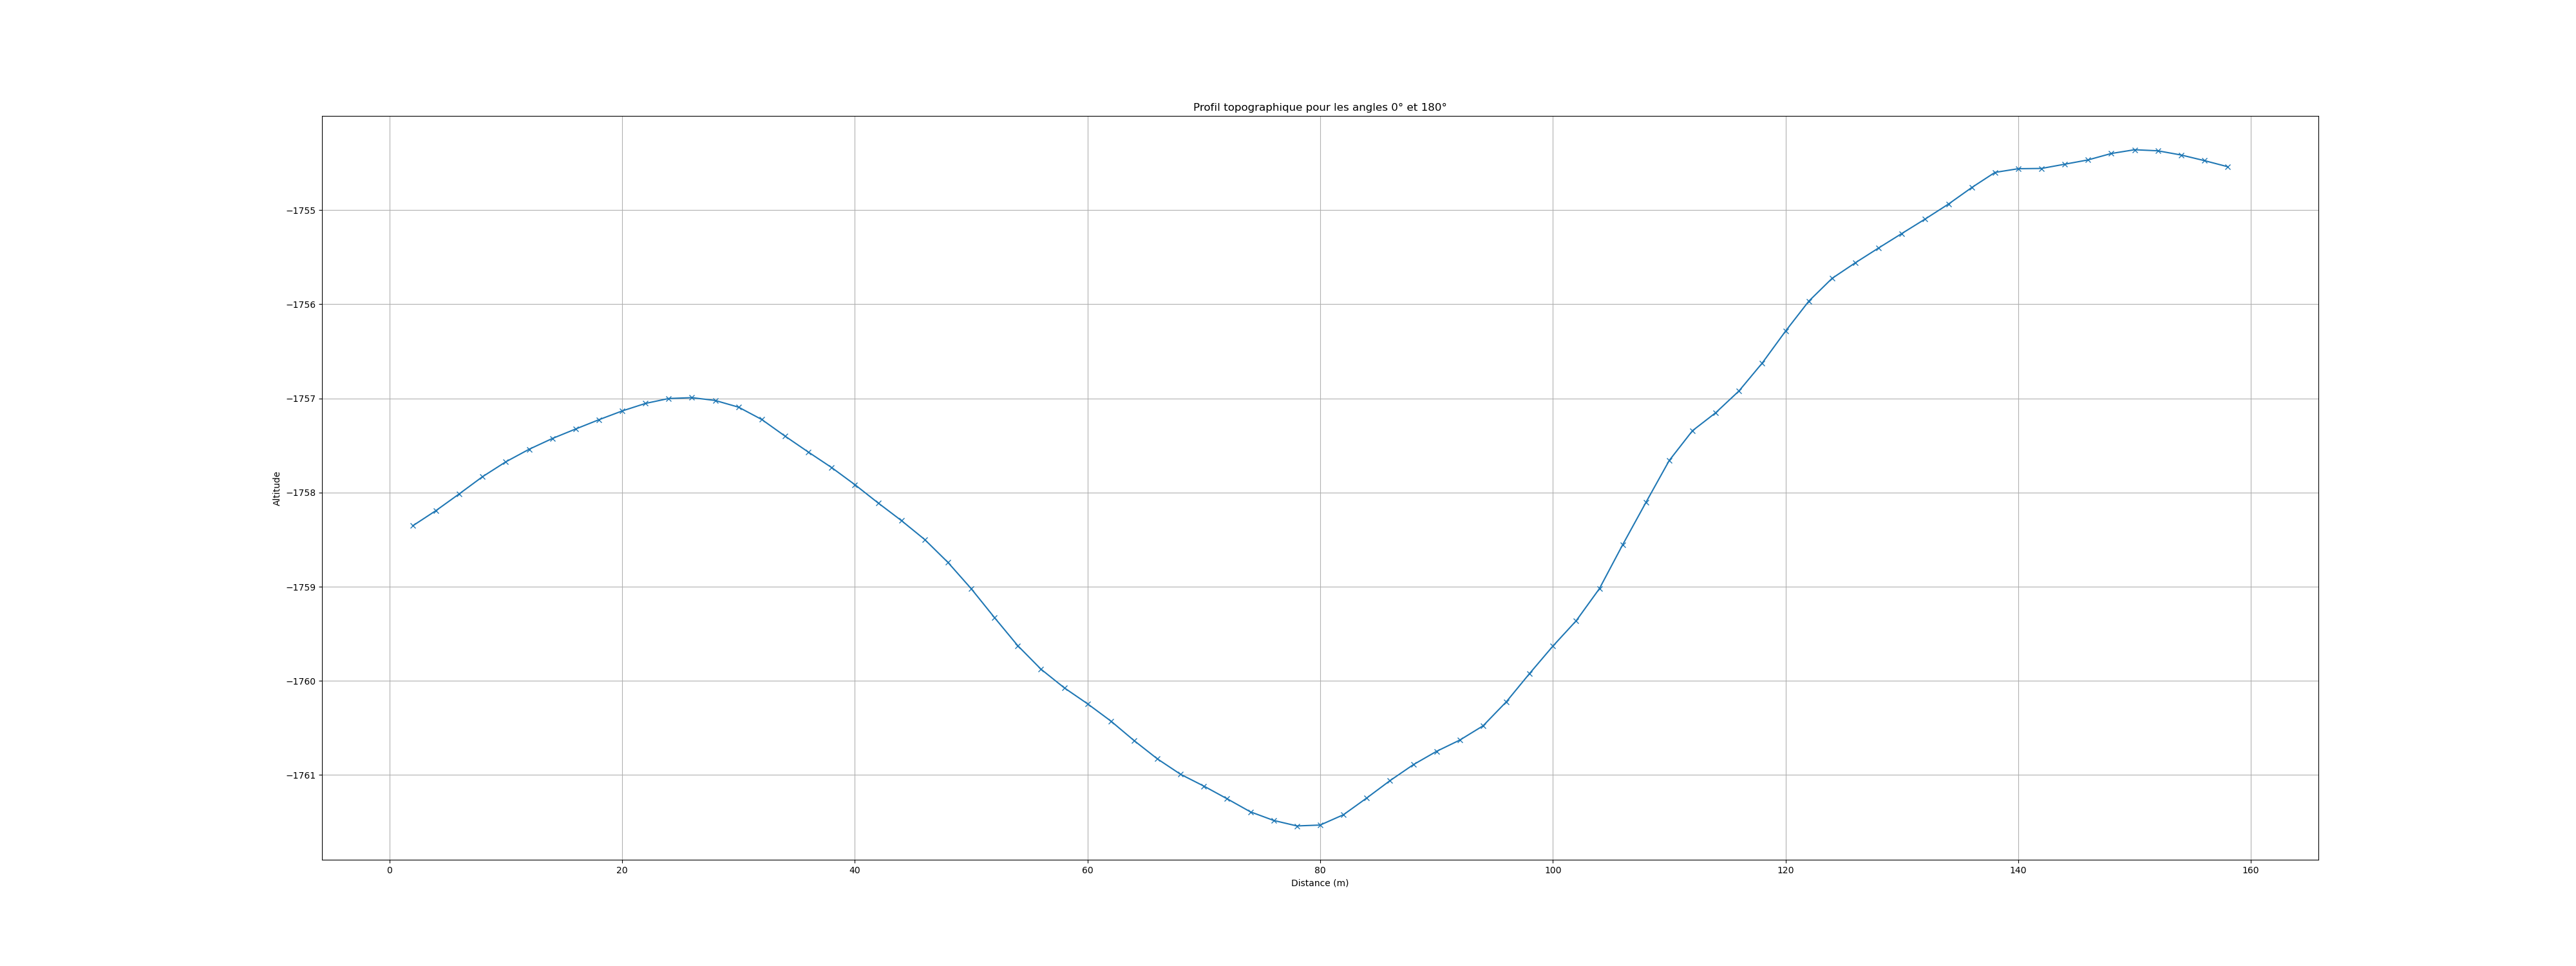 Profil topographique pour les angles 0° et 180°
Altitude
−1755
−1756
−1757
−1758
−1759
−1760
−1761
0 20 40 60 80 100 120 140 160
Distance (m)